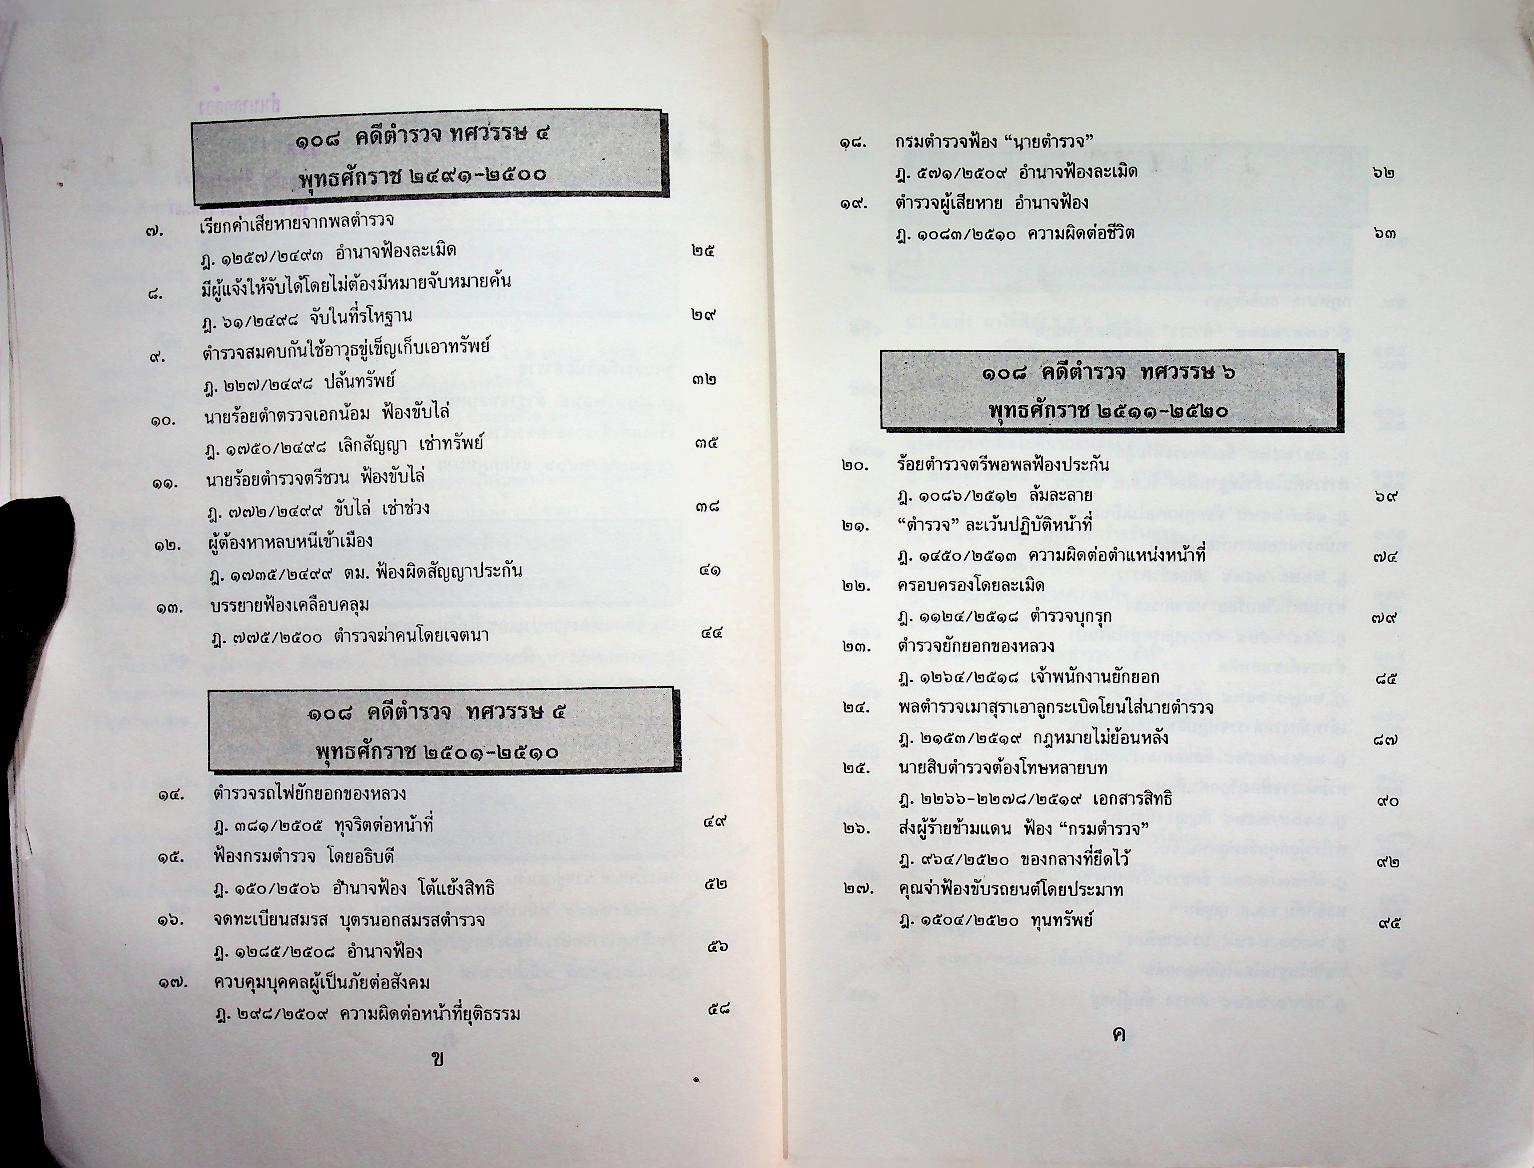 ๑๐๘ คดีตำรวจ ทศวรรษ ๔
พุทธศักราช ๒๔๙๑-๒๕๐๐
๗. เรียกค่าเสียหายจากพลตำรวจ
ฎ. ๑๒๕๗/๒๔๙๓ อำนาจฟ้องละเมิด ๒๕
๘. มีผู้แจ้งให้จับได้โดยไม่ต้องมีหมายจับหมายค้น
ฎ. ๖๑/๒๔๙๘ จับในที่รโหฐาน ๒๙
๙. ตำรวจสมคบกันใช้อาวุธขู่เข็ญเก็บเอาทรัพย์
ฎ. ๒๒๗/๒๔๙๘ ปล้นทรัพย์ ๓๒
๑๐. นายร้อยตำตรวจเอกน้อม ฟ้องขับไล่
ฎ. ๑๗๕๐/๒๔๙๘ เลิกสัญญา เช่าทรัพย์ ๓๕
๑๑. นายร้อยตำรวจตรีชวน ฟ้องขับไล่
ฎ. ๗๗๒/๒๔๙๙ ขับไล่ เช่าช่วง ๓๘
๑๒. ผู้ต้องหาหลบหนีเข้าเมือง
ฎ. ๑๗๓๕/๒๔๙๙ ตม. ฟ้องผิดสัญญาประกัน ๔๑
๑๓. บรรยายฟ้องเคลือบคลุม
ฎ. ๗๗๕/๒๕๐๐ ตำรวจฆ่าคนโดยเจตนา ๔๔
๑๐๘ คดีตำรวจ ทศวรรษ ๕
พุทธศักราช ๒๕๐๑-๒๕๑๐
๑๔. ตำรวจรถไฟยักยอกของหลวง
ฎ. ๓๘๑/๒๕๐๕ ทุจริตต่อหน้าที่ ๔๙
๑๕. ฟ้องกรมตำรวจ โดยอธิบดี
ฎ. ๑๕๐/๒๕๐๖ อำนาจฟ้อง โต้แย้งสิทธิ ๕๒
๑๖. จดทะเบียนสมรส บุตรนอกสมรสตำรวจ
ฎ. ๑๒๘๕/๒๕๐๘ อำนาจฟ้อง ๕๖
๑๗. ควบคุมบุคคลผู้เป็นภัยต่อสังคม
ฎ. ๒๙๘/๒๕๐๙ ความผิดต่อหน้าที่ยุติธรรม ๕๘
ข
๑๘. กรมตำรวจฟ้อง “นายตำรวจ”
ฎ. ๕๗๑/๒๕๐๙ อำนาจฟ้องละเมิด ๖๒
๑๙. ตำรวจผู้เสียหาย อำนาจฟ้อง
ฎ. ๑๐๘๓/๒๕๑๐ ความผิดต่อชีวิต ๖๓
๑๐๘ คดีตำรวจ ทศวรรษ ๖
พุทธศักราช ๒๕๑๑-๒๕๒๐
๒๐. ร้อยตำรวจตรีพอพลฟ้องประกัน
ฎ. ๑๐๘๖/๒๕๑๒ ล้มละลาย ๖๙
๒๑. “ตำรวจ” ละเว้นปฏิบัติหน้าที่
ฎ. ๑๔๕๐/๒๕๑๓ ความผิดต่อตำแหน่งหน้าที่ ๗๔
๒๒. ครอบครองโดยละเมิด
ฎ. ๑๑๒๔/๒๕๑๘ ตำรวจบุกรุก ๗๙
๒๓. ตำรวจยักยอกของหลวง
ฎ. ๑๒๖๔/๒๕๑๘ เจ้าพนักงานยักยอก ๘๕
๒๔. พลตำรวจเมาสุราเอาลูกระเบิดโยนใส่นายตำรวจ
ฎ. ๒๑๕๓/๒๕๑๙ กฎหมายไม่ย้อนหลัง ๘๗
๒๕. นายสิบตำรวจต้องโทษหลายบท
ฎ. ๒๒๖๖-๒๒๗๘/๒๕๑๙ เอกสารสิทธิ ๙๐
๒๖. ส่งผู้ร้ายข้ามแดน ฟ้อง “กรมตำรวจ”
ฎ. ๙๖๔/๒๕๒๐ ของกลางที่ยึดไว้ ๙๒
๒๗. คุณจ่าฟ้องขับรถยนต์โดยประมาท
ฎ. ๑๕๐๔/๒๕๒๐ ทุนทรัพย์ ๙๕
ค